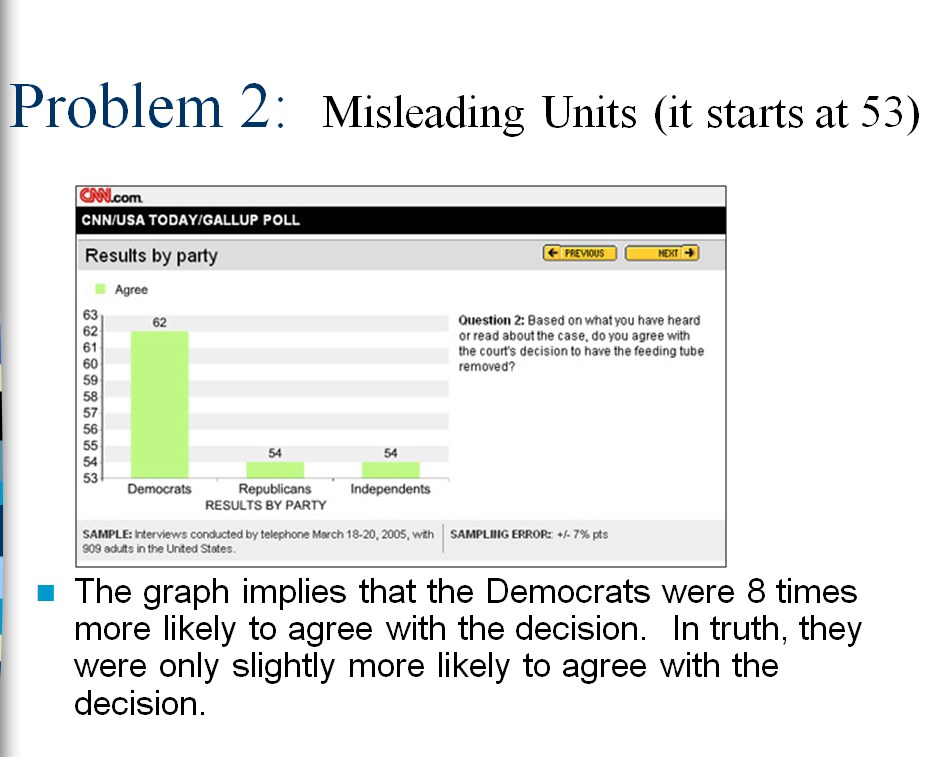 Problem 2: Misleading Units (it starts at 53)
CNN.com.
CNN/USA TODAY/GALLUP POLL
Results by party
PREVIOUS
NEXT
Agree
63
62
61
60
59
58
57
56
55
54
53
62
54
54
Democrats
Republicans
Independents
RESULTS BY PARTY
Question 2: Based on what you have heard
or read about the case, do you agree with
the court's decision to have the feeding tube
removed?
SAMPLE: Interviews conducted by telephone March 18-20, 2005, with
909 adults in the United States.
SAMPLING ERROR: +/- 7% pts
The graph implies that the Democrats were 8 times
more likely to agree with the decision. In truth, they
were only slightly more likely to agree with the
decision.